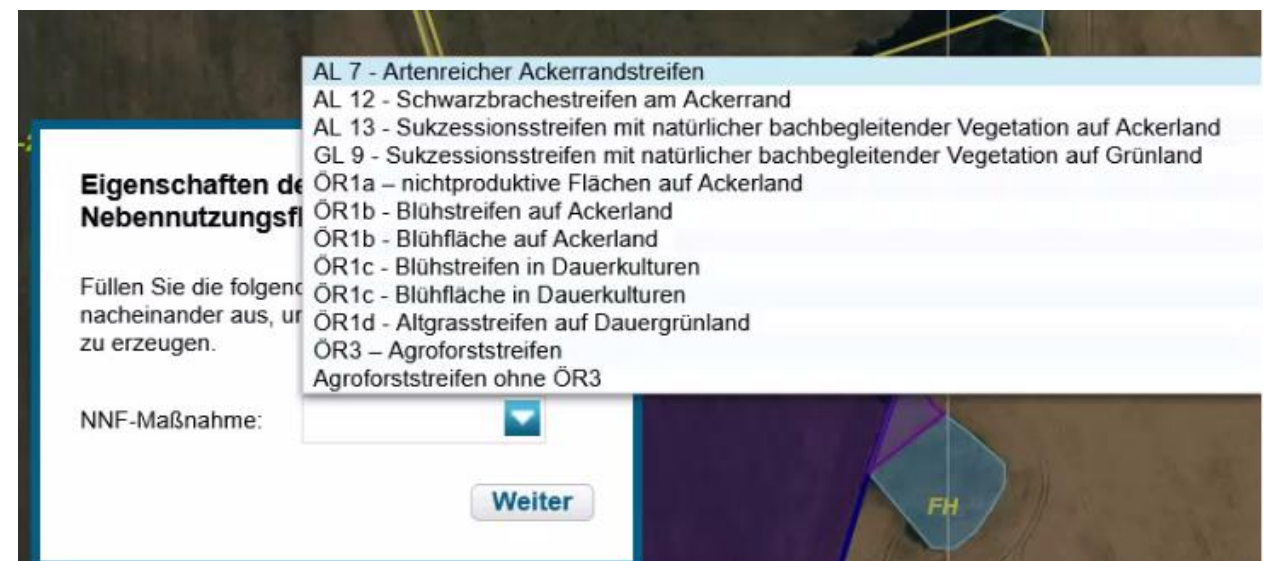 AL 7 - Artenreicher Ackerrandstreifen
AL 12 - Schwarzbrachestreifen am Ackerrand
AL 13 - Sukzessionsstreifen mit natürlicher bachbegleitender Vegetation auf Ackerland
GL 9 - Sukzessionsstreifen mit natürlicher bachbegleitender Vegetation auf Grünland
ÖR1a – nichtproduktive Flächen auf Ackerland
ÖR1b - Blühstreifen auf Ackerland
ÖR1b - Blühfläche auf Ackerland
ÖR1c - Blühstreifen in Dauerkulturen
ÖR1c - Blühfläche in Dauerkulturen
ÖR1d - Altgrasstreifen auf Dauergrünland
ÖR3 – Agroforststreifen
Agroforststreifen ohne ÖR3
Eigenschaften de
Nebennutzungsfl
Füllen Sie die folgend
nacheinander aus, um
zu erzeugen.
NNF-Maßnahme:
Weiter
FH